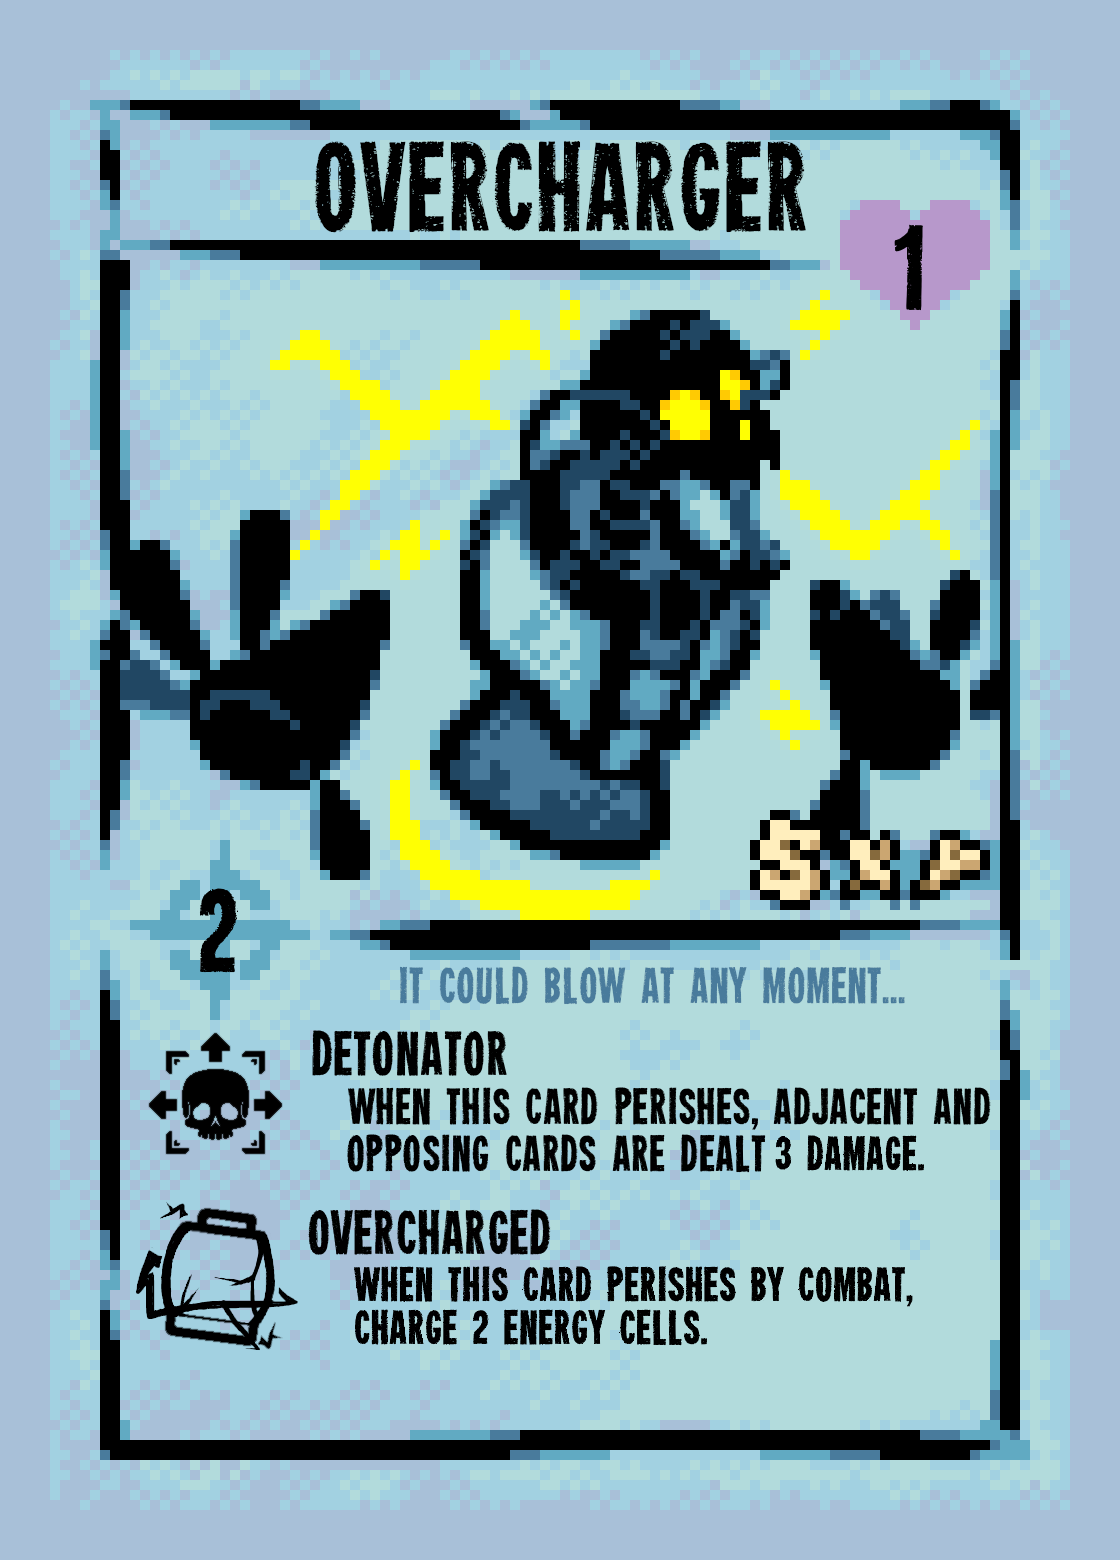 OVERCHARGER
1
5 X P
2
IT COULD BLOW AT ANY MOMENT...
DETONATOR
WHEN THIS CARD PERISHES, ADJACENT AND
OPPOSING CARDS ARE DEALT 3 DAMAGE.
OVERCHARGED
WHEN THIS CARD PERISHES BY COMBAT,
CHARGE 2 ENERGY CELLS.